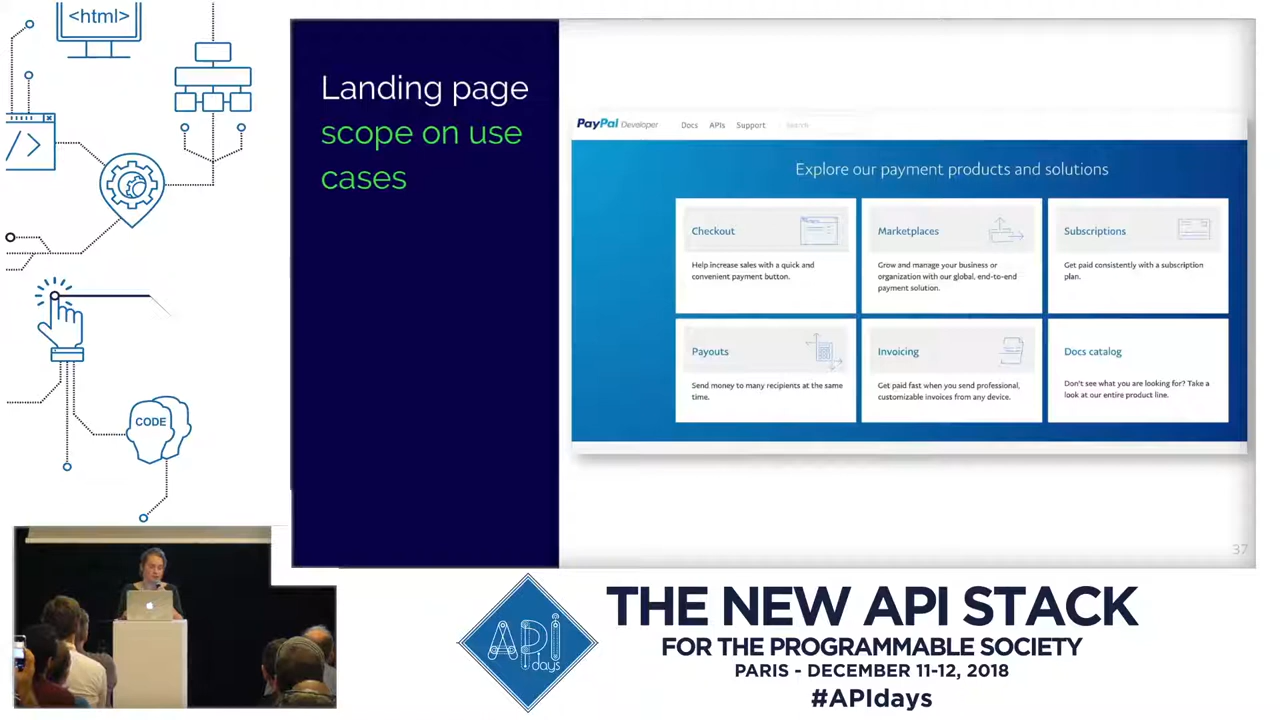 <html>
</>
CODE
Landing page
scope on use
cases
PayPal Developer
Docs APIs Support
Explore our payment products and solutions
Checkout
Help increase sales with a quick and
convenient payment button.
Marketplaces
Grow and manage your business or
organization with our global, end-to-end
payment solution.
Subscriptions
Get paid consistently with a subscription
plan.
Payouts
Send money to many recipients at the same
time.
Invoicing
Get paid fast when you send professional,
customizable invoices from any device.
Docs catalog
Don't see what you are looking for? Take a
look at our entire product line.
37
API
days
THE NEW API STACK
FOR THE PROGRAMMABLE SOCIETY
PARIS - DECEMBER 11-12, 2018
#APIdays